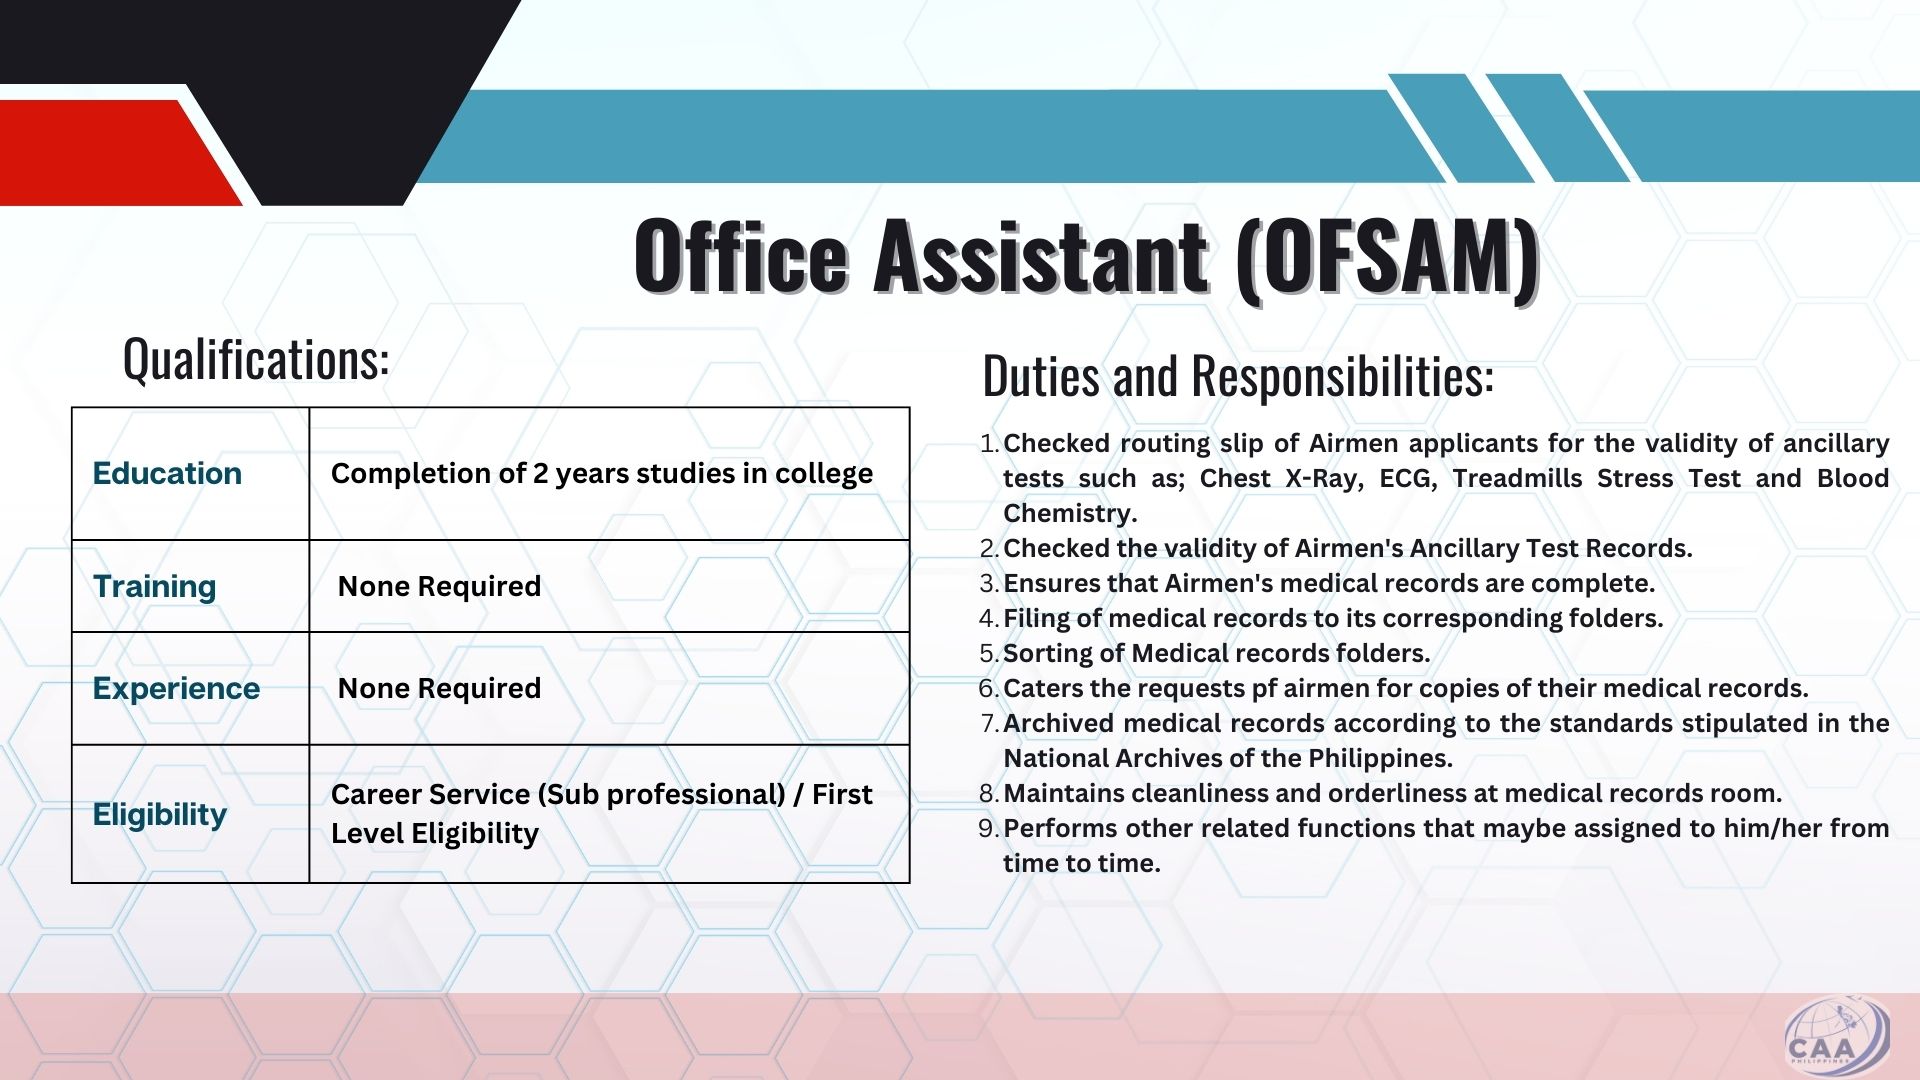 Office Assistant (OFSAM)
Qualifications:
Education
Completion of 2 years studies in college
Training
None Required
Experience
None Required
Eligibility
Career Service (Sub professional) / First
Level Eligibility
Duties and Responsibilities:
1. Checked routing slip of Airmen applicants for the validity of ancillary
tests such as; Chest X-Ray, ECG, Treadmills Stress Test and Blood
Chemistry.
2. Checked the validity of Airmen's Ancillary Test Records.
3. Ensures that Airmen's medical records are complete.
4. Filing of medical records to its corresponding folders.
5. Sorting of Medical records folders.
6. Caters the requests pf airmen for copies of their medical records.
7. Archived medical records according to the standards stipulated in the
National Archives of the Philippines.
8. Maintains cleanliness and orderliness at medical records room.
9. Performs other related functions that maybe assigned to him/her from
time to time.
CAA
PHILIPPINES